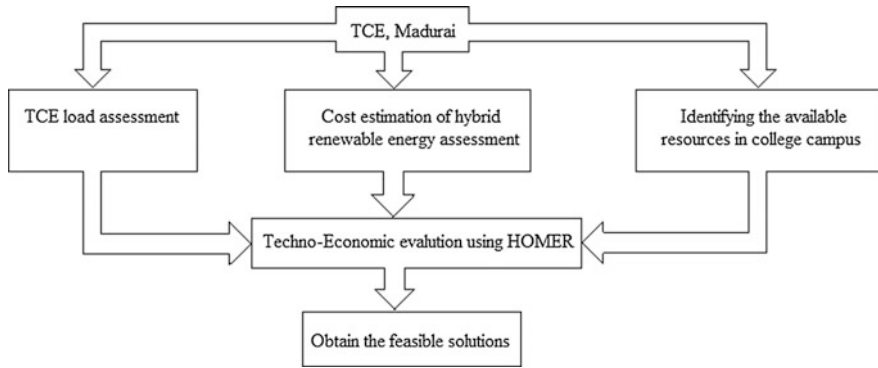 TCE, Madurai
TCE load assessment
Cost estimation of hybrid
renewable energy assessment
Identifying the available
resources in college campus
Techno-Economic evalution using HOMER
Obtain the feasible solutions